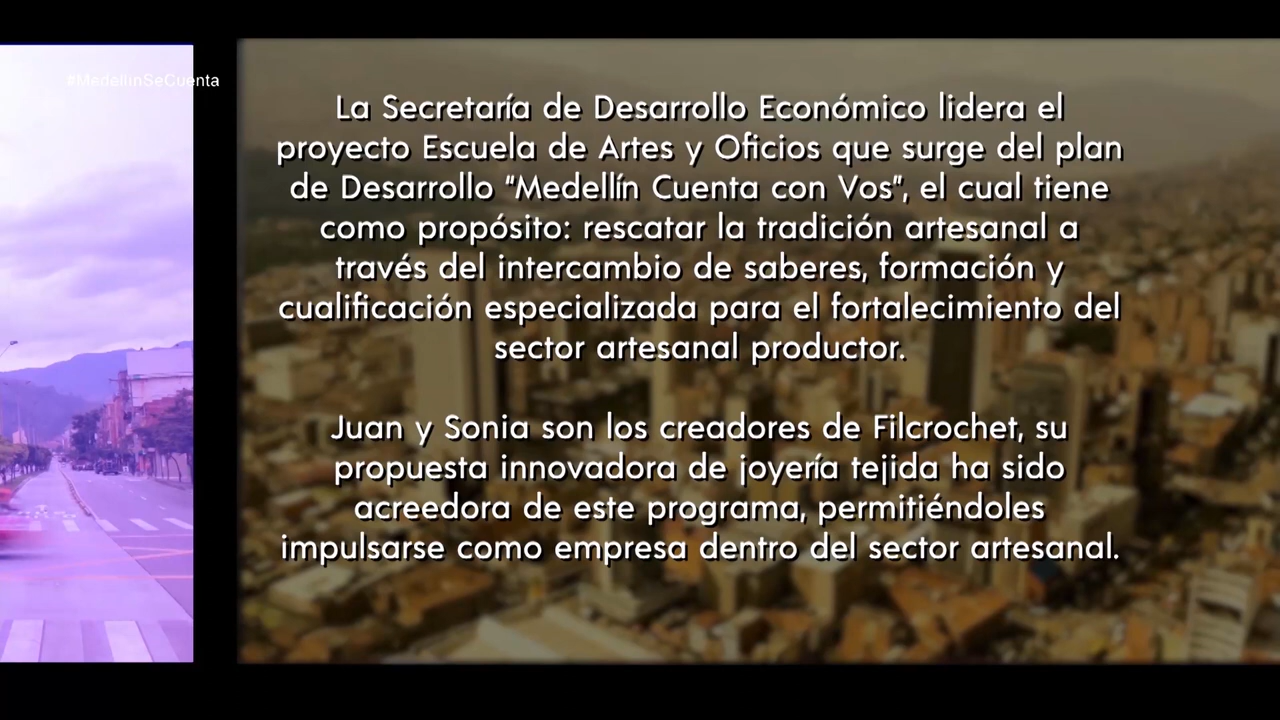 #MedellínSeCuenta
La Secretaría de Desarrollo Económico lidera el
proyecto Escuela de Artes y Oficios que surge del plan
de Desarrollo "Medellín Cuenta con Vos", el cual tiene
como propósito: rescatar la tradición artesanal a
través del intercambio de saberes, formación y
cualificación especializada para el fortalecimiento del
sector artesanal productor.
Juan y Sonia son los creadores de Filcrochet, su
propuesta innovadora de joyería tejida ha sido
acreedora de este programa, permitiéndoles
impulsarse como empresa dentro del sector artesanal.